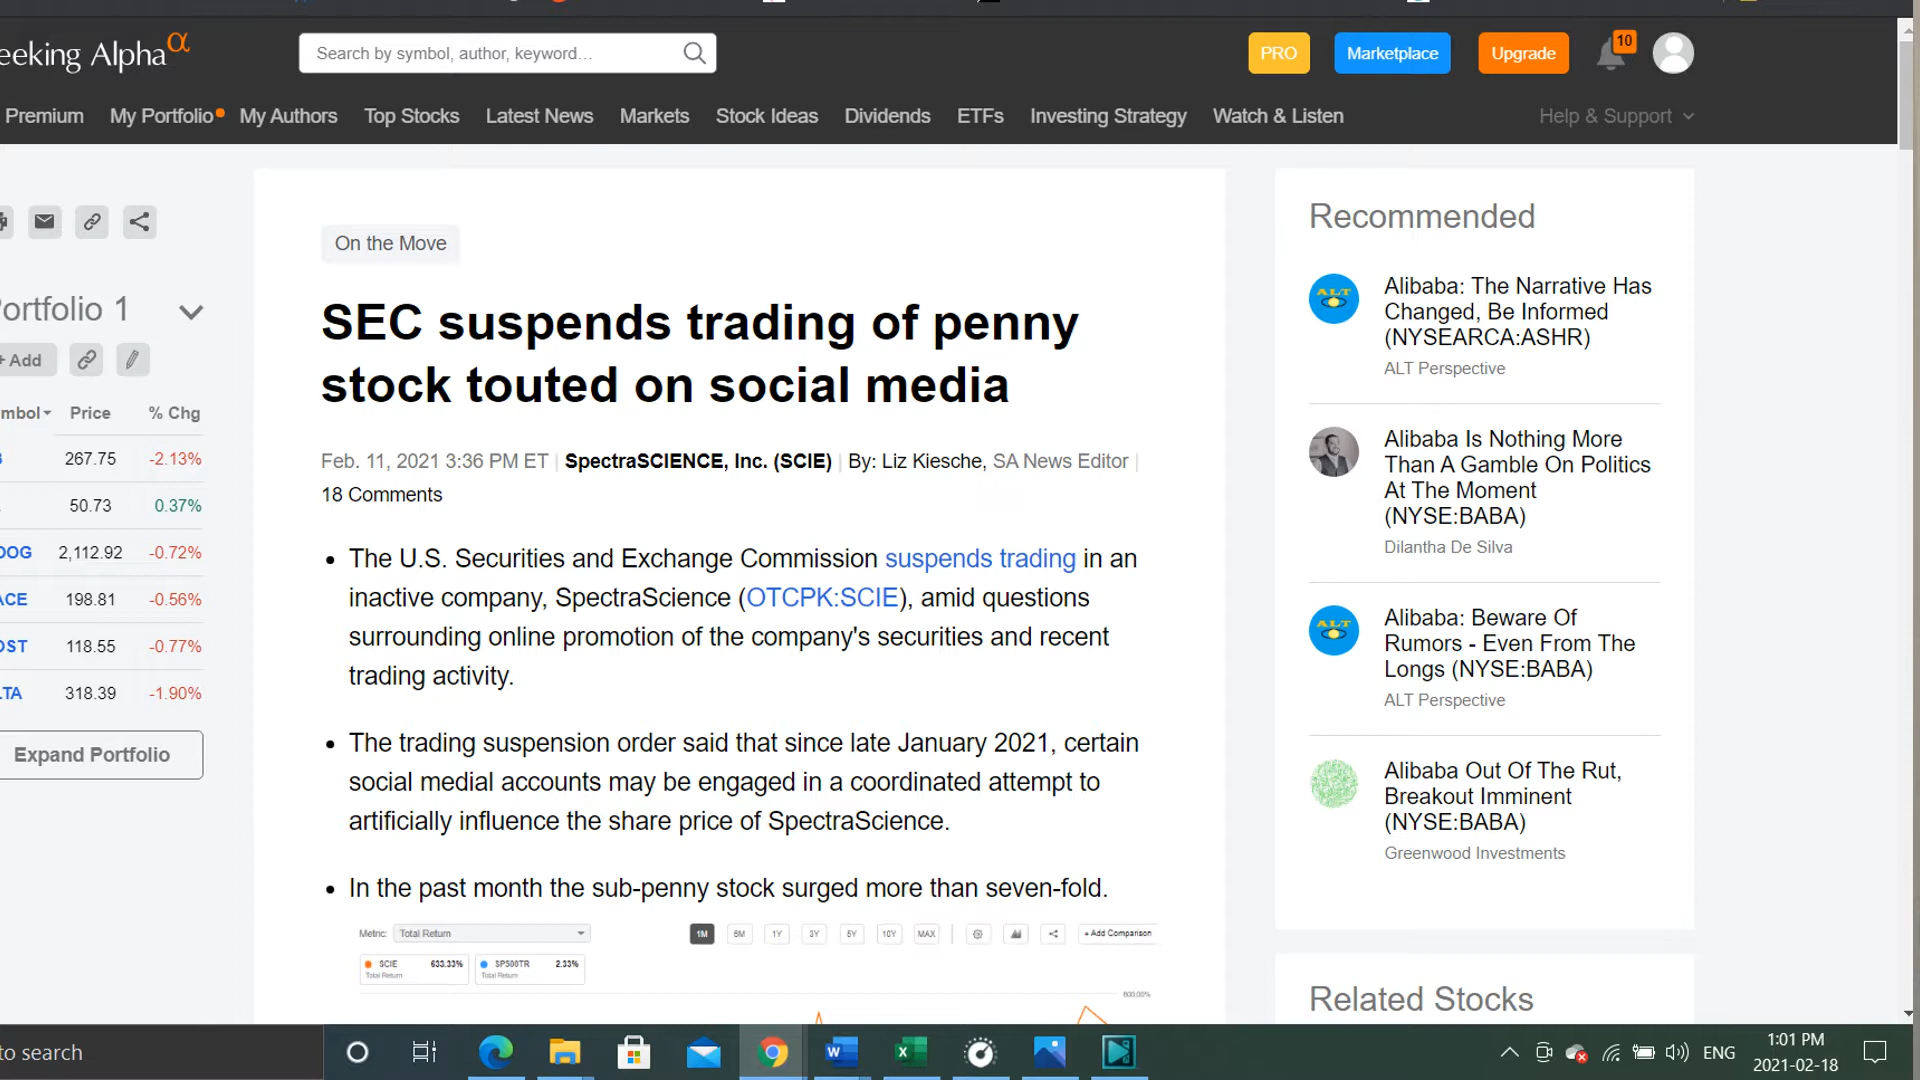 eeking Alpha α
Search by symbol, author, keyword...
PRO
Marketplace
Upgrade
10
Premium
My Portfolio
My Authors
Top Stocks
Latest News
Markets
Stock Ideas
Dividends
ETFs
Investing Strategy
Watch & Listen
Help & Support
ortfolio 1
+ Add
mbol
Price
% Chg
267.75
-2.13%
50.73
0.37%
OOG
2,112.92
-0.72%
ACE
198.81
-0.56%
OST
118.55
-0.77%
LTA
318.39
-1.90%
Expand Portfolio
On the Move
SEC suspends trading of penny
stock touted on social media
Feb. 11, 2021 3:36 PM ET | SpectraSCIENCE, Inc. (SCIE) | By: Liz Kiesche, SA News Editor |
18 Comments
• The U.S. Securities and Exchange Commission suspends trading in an
inactive company, SpectraScience (OTCPK:SCIE), amid questions
surrounding online promotion of the company's securities and recent
trading activity.
• The trading suspension order said that since late January 2021, certain
social medial accounts may be engaged in a coordinated attempt to
artificially influence the share price of SpectraScience.
• In the past month the sub-penny stock surged more than seven-fold.
Metric: Total Return
1M
6M
1Y
3Y
5Y
10Y
MAX
+ Add Comparison
SCIE 633.33%
Total Return
SP500TR 2.33%
Total Return
800.00%
Recommended
Alibaba: The Narrative Has
Changed, Be Informed
(NYSEARCA:ASHR)
ALT Perspective
Alibaba Is Nothing More
Than A Gamble On Politics
At The Moment
(NYSE:BABA)
Dilantha De Silva
ALT
Alibaba: Beware Of
Rumors - Even From The
Longs (NYSE:BABA)
ALT Perspective
ALT
Alibaba Out Of The Rut,
Breakout Imminent
(NYSE:BABA)
Greenwood Investments
Related Stocks
to search
ENG
1:01 PM
2021-02-18